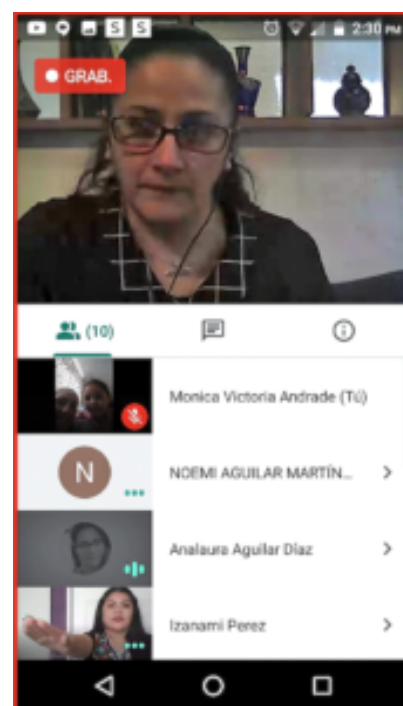 S S 2:30 PM
GRAB.
(10)
Monica Victoria Andrade (Tú)
N
NOEMI AGUILAR MARTÍN...
Analaura Aguilar Díaz
Izanami Perez